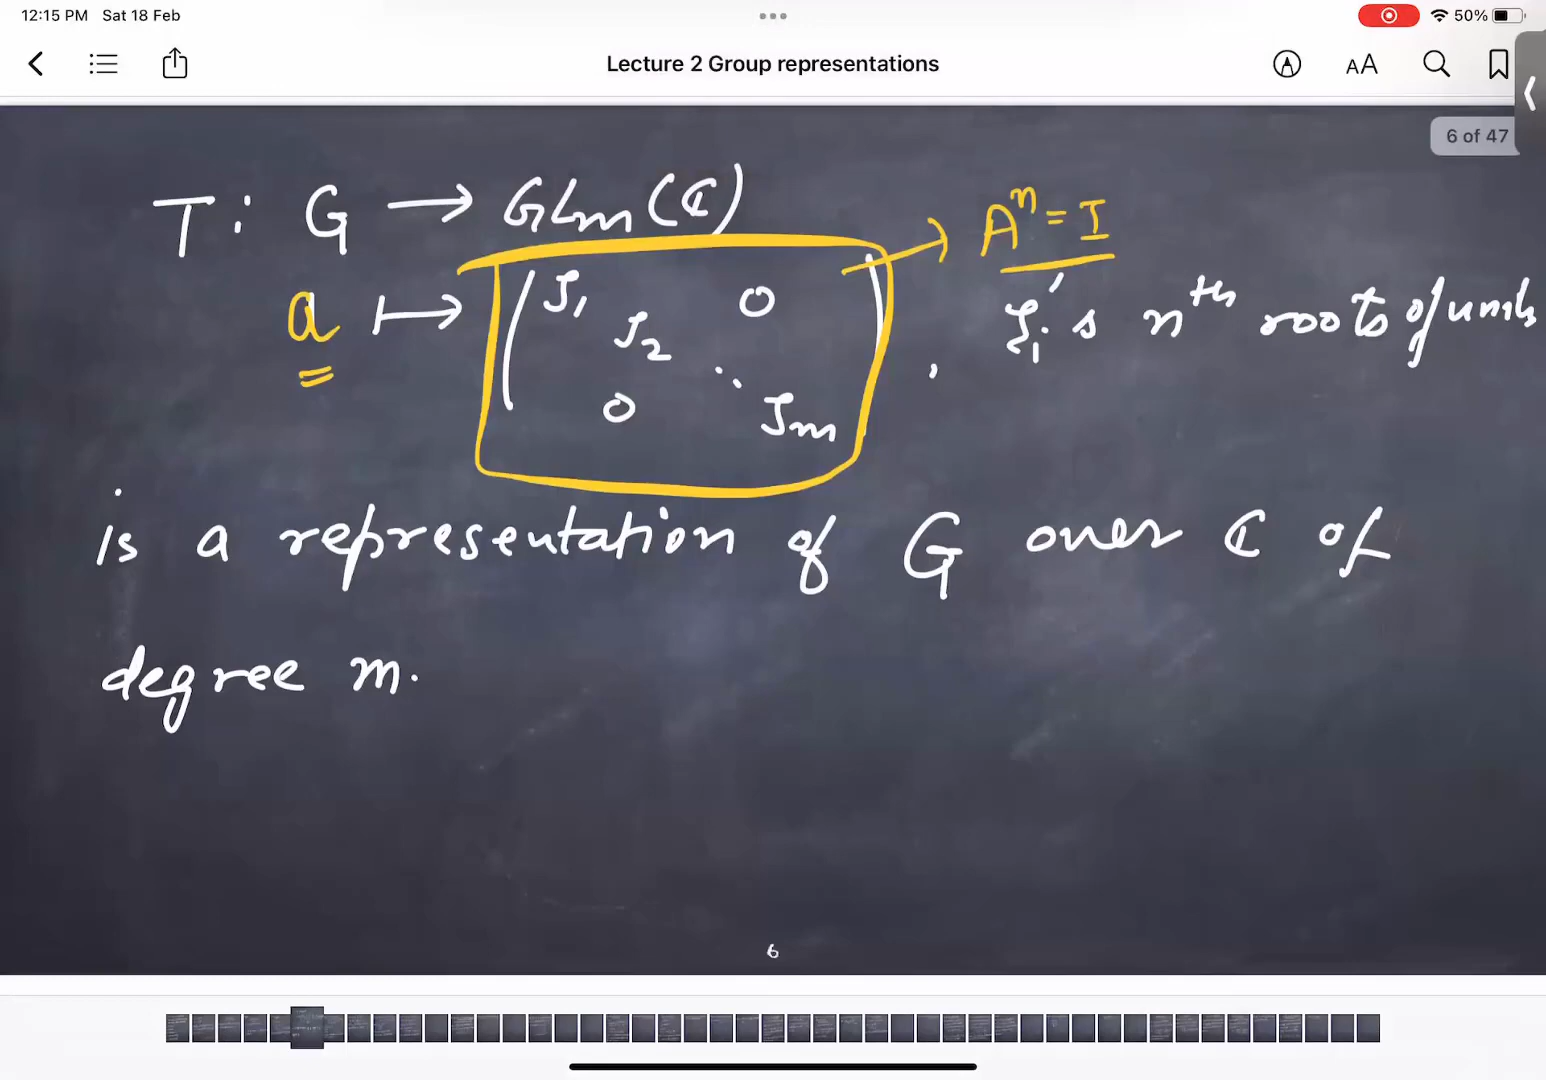 12:15 PM Sat 18 Feb
50%
Lecture 2 Group representations
AA
6 of 47
T: G → GLm(ℂ)
Aⁿ = I
a ↦ ( ζ₁ 0
ζ₂
⋱
0 ζm ) , ζᵢ's nᵗʰ roots of unity
is a representation of G over ℂ of
degree m.
6